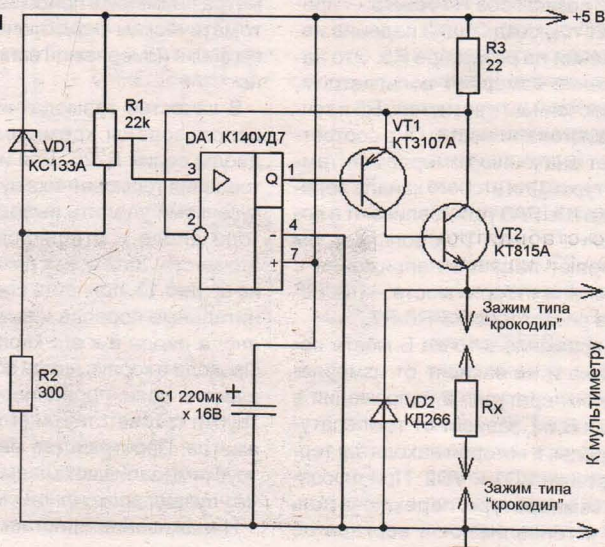 +5 В
R3
22
R1
22k
DA1 К140УД7
VT1
КТ3107А
VD1
КС133А
3
Q
1
2
4
+
7
VT2
КТ815А
Зажим типа
"крокодил"
R2
300
С1 220мк
х 16В
+
VD2
КД266
Rx
К мультиметру
Зажим типа
"крокодил"